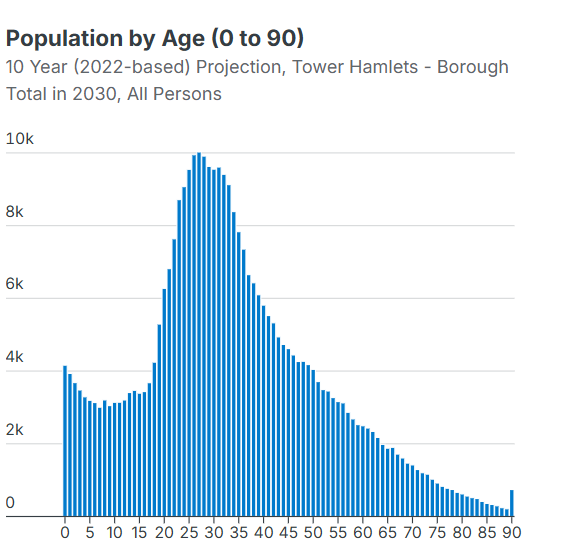 Population by Age (0 to 90)
10 Year (2022-based) Projection, Tower Hamlets - Borough
Total in 2030, All Persons
10k
8k
6k
4k
2k
0
0 5 10 15 20 25 30 35 40 45 50 55 60 65 70 75 80 85 90